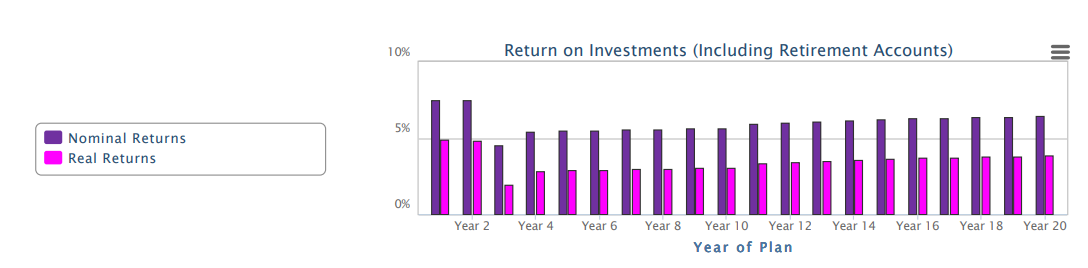 Return on Investments (Including Retirement Accounts)
10%
5%
0%
Nominal Returns
Real Returns
Year 2 Year 4 Year 6 Year 8 Year 10 Year 12 Year 14 Year 16 Year 18 Year 20
Year of Plan